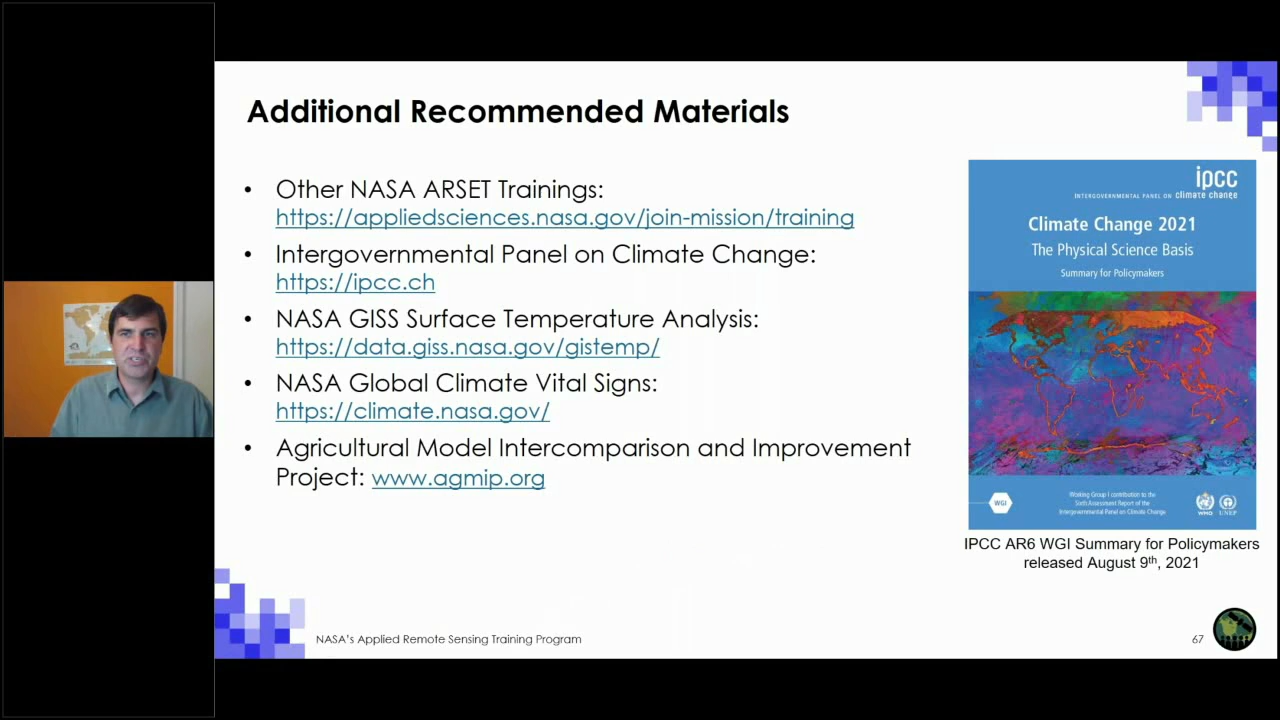 Additional Recommended Materials
• Other NASA ARSET Trainings:
https://appliedsciences.nasa.gov/join-mission/training
• Intergovernmental Panel on Climate Change:
https://ipcc.ch
• NASA GISS Surface Temperature Analysis:
https://data.giss.nasa.gov/gistemp/
• NASA Global Climate Vital Signs:
https://climate.nasa.gov/
• Agricultural Model Intercomparison and Improvement
Project: www.agmip.org
ipcc
INTERGOVERNMENTAL PANEL ON climate change
Climate Change 2021
The Physical Science Basis
Summary for Policymakers
WGI
Working Group I contribution to the
Sixth Assessment Report of the
Intergovernmental Panel on Climate Change
WMO
UNEP
IPCC AR6 WGI Summary for Policymakers
released August 9th, 2021
NASA's Applied Remote Sensing Training Program
67